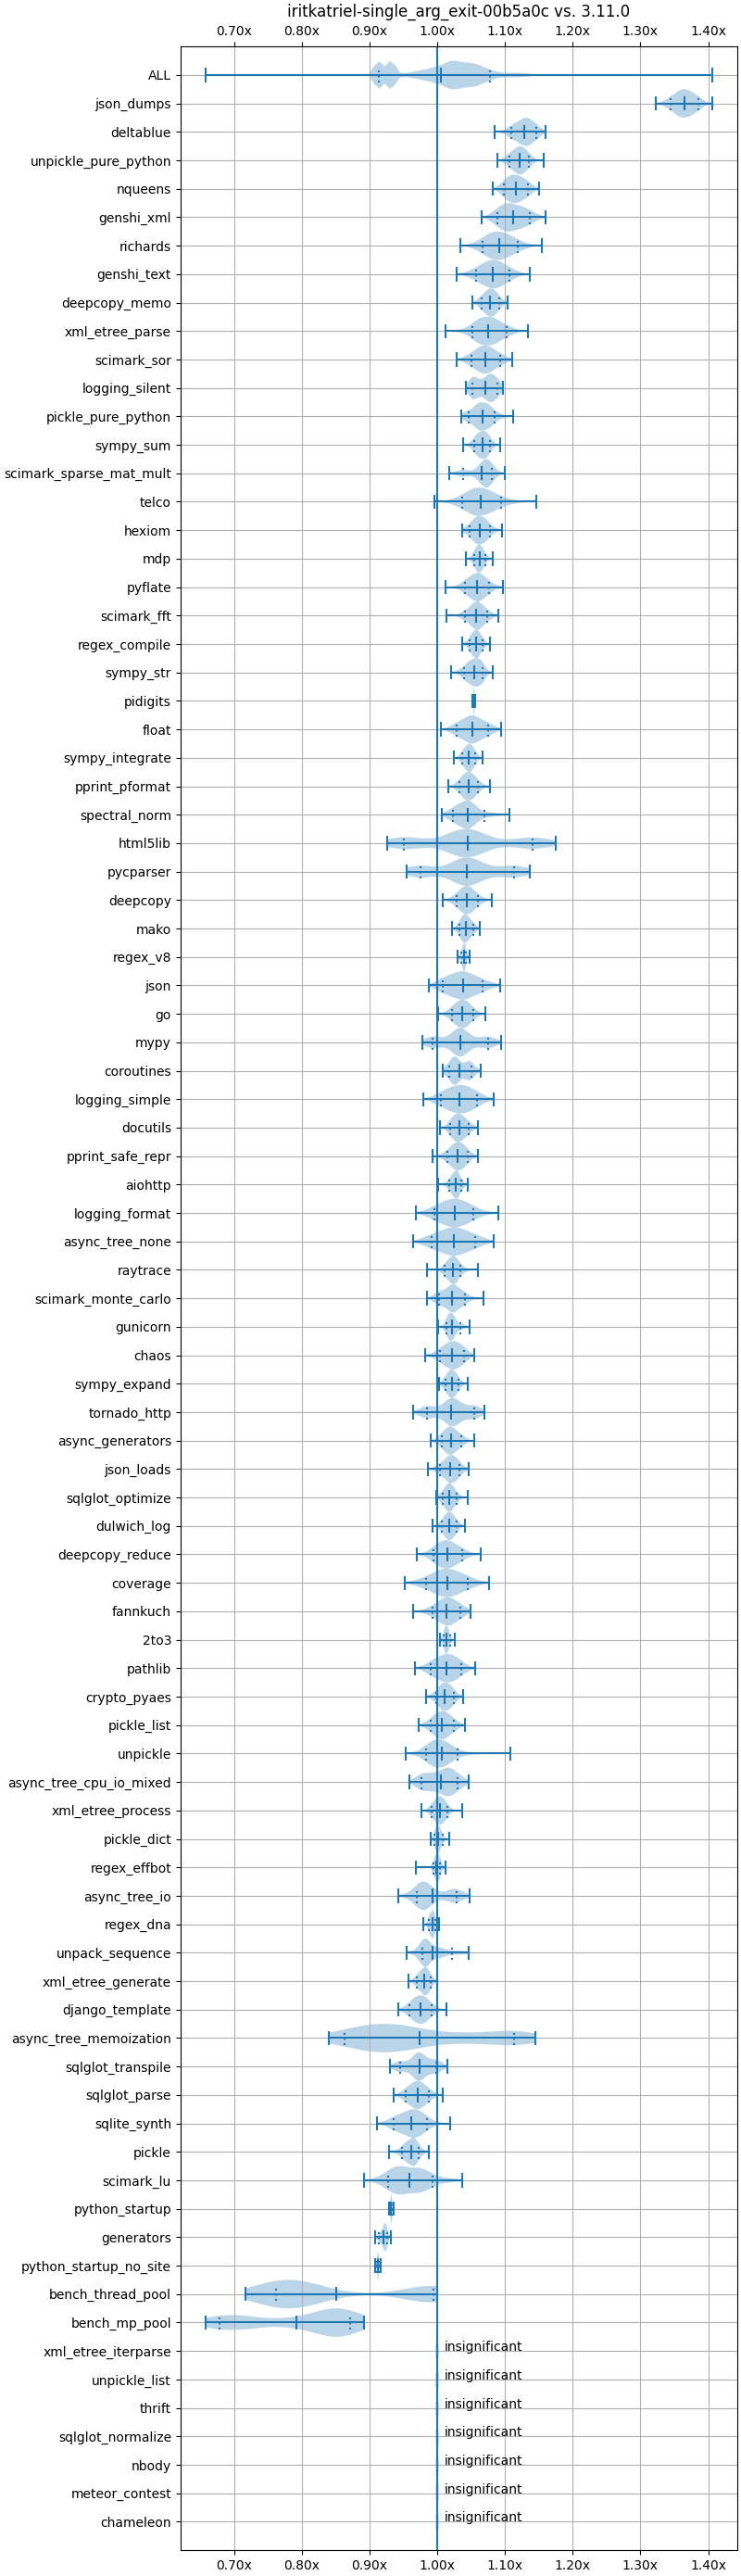 iritkatriel-single_arg_exit-00b5a0c vs. 3.11.0
0.70x 0.80x 0.90x 1.00x 1.10x 1.20x 1.30x 1.40x
ALL
json_dumps
deltablue
unpickle_pure_python
nqueens
genshi_xml
richards
genshi_text
deepcopy_memo
xml_etree_parse
scimark_sor
logging_silent
pickle_pure_python
sympy_sum
scimark_sparse_mat_mult
telco
hexiom
mdp
pyflate
scimark_fft
regex_compile
sympy_str
pidigits
float
sympy_integrate
pprint_pformat
spectral_norm
html5lib
pycparser
deepcopy
mako
regex_v8
json
go
mypy
coroutines
logging_simple
docutils
pprint_safe_repr
aiohttp
logging_format
async_tree_none
raytrace
scimark_monte_carlo
gunicorn
chaos
sympy_expand
tornado_http
async_generators
json_loads
sqlglot_optimize
dulwich_log
deepcopy_reduce
coverage
fannkuch
2to3
pathlib
crypto_pyaes
pickle_list
unpickle
async_tree_cpu_io_mixed
xml_etree_process
pickle_dict
regex_effbot
async_tree_io
regex_dna
unpack_sequence
xml_etree_generate
django_template
async_tree_memoization
sqlglot_transpile
sqlglot_parse
sqlite_synth
pickle
scimark_lu
python_startup
generators
python_startup_no_site
bench_thread_pool
bench_mp_pool
xml_etree_iterparse insignificant
unpickle_list insignificant
thrift insignificant
sqlglot_normalize insignificant
nbody insignificant
meteor_contest insignificant
chameleon insignificant
0.70x 0.80x 0.90x 1.00x 1.10x 1.20x 1.30x 1.40x